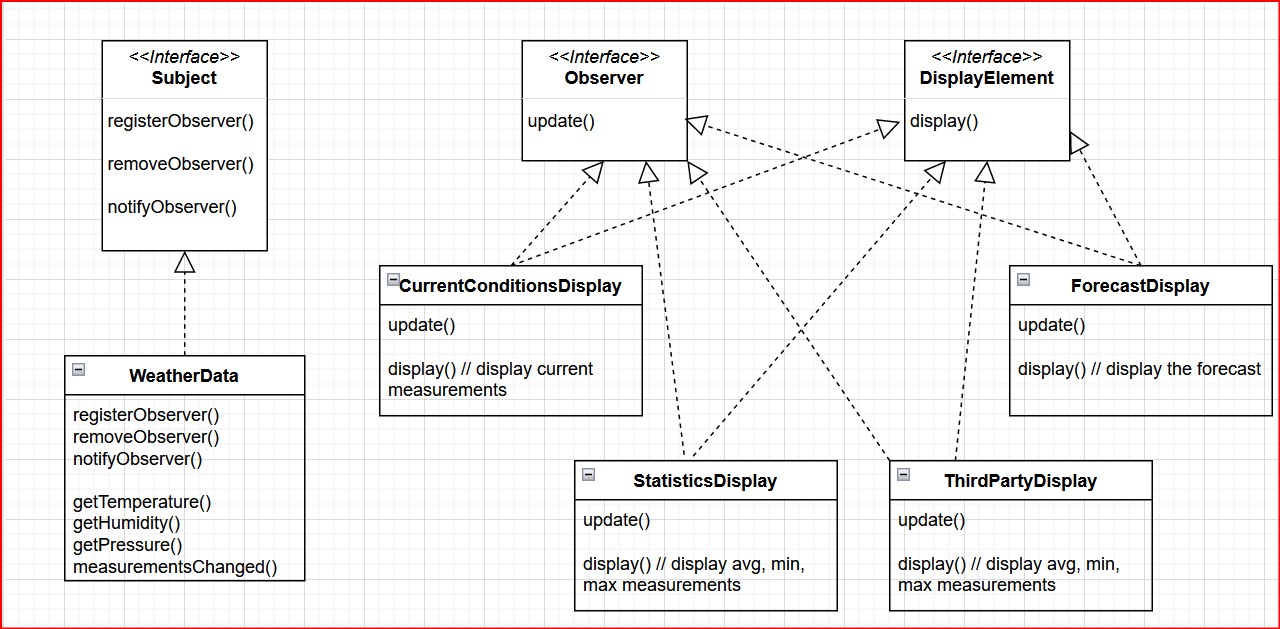 <<Interface>>
Subject
registerObserver()
removeObserver()
notifyObserver()
<<Interface>>
Observer
update()
<<Interface>>
DisplayElement
display()
WeatherData
registerObserver()
removeObserver()
notifyObserver()
getTemperature()
getHumidity()
getPressure()
measurementsChanged()
CurrentConditionsDisplay
update()
display() // display current
measurements
ForecastDisplay
update()
display() // display the forecast
StatisticsDisplay
update()
display() // display avg, min,
max measurements
ThirdPartyDisplay
update()
display() // display avg, min,
max measurements